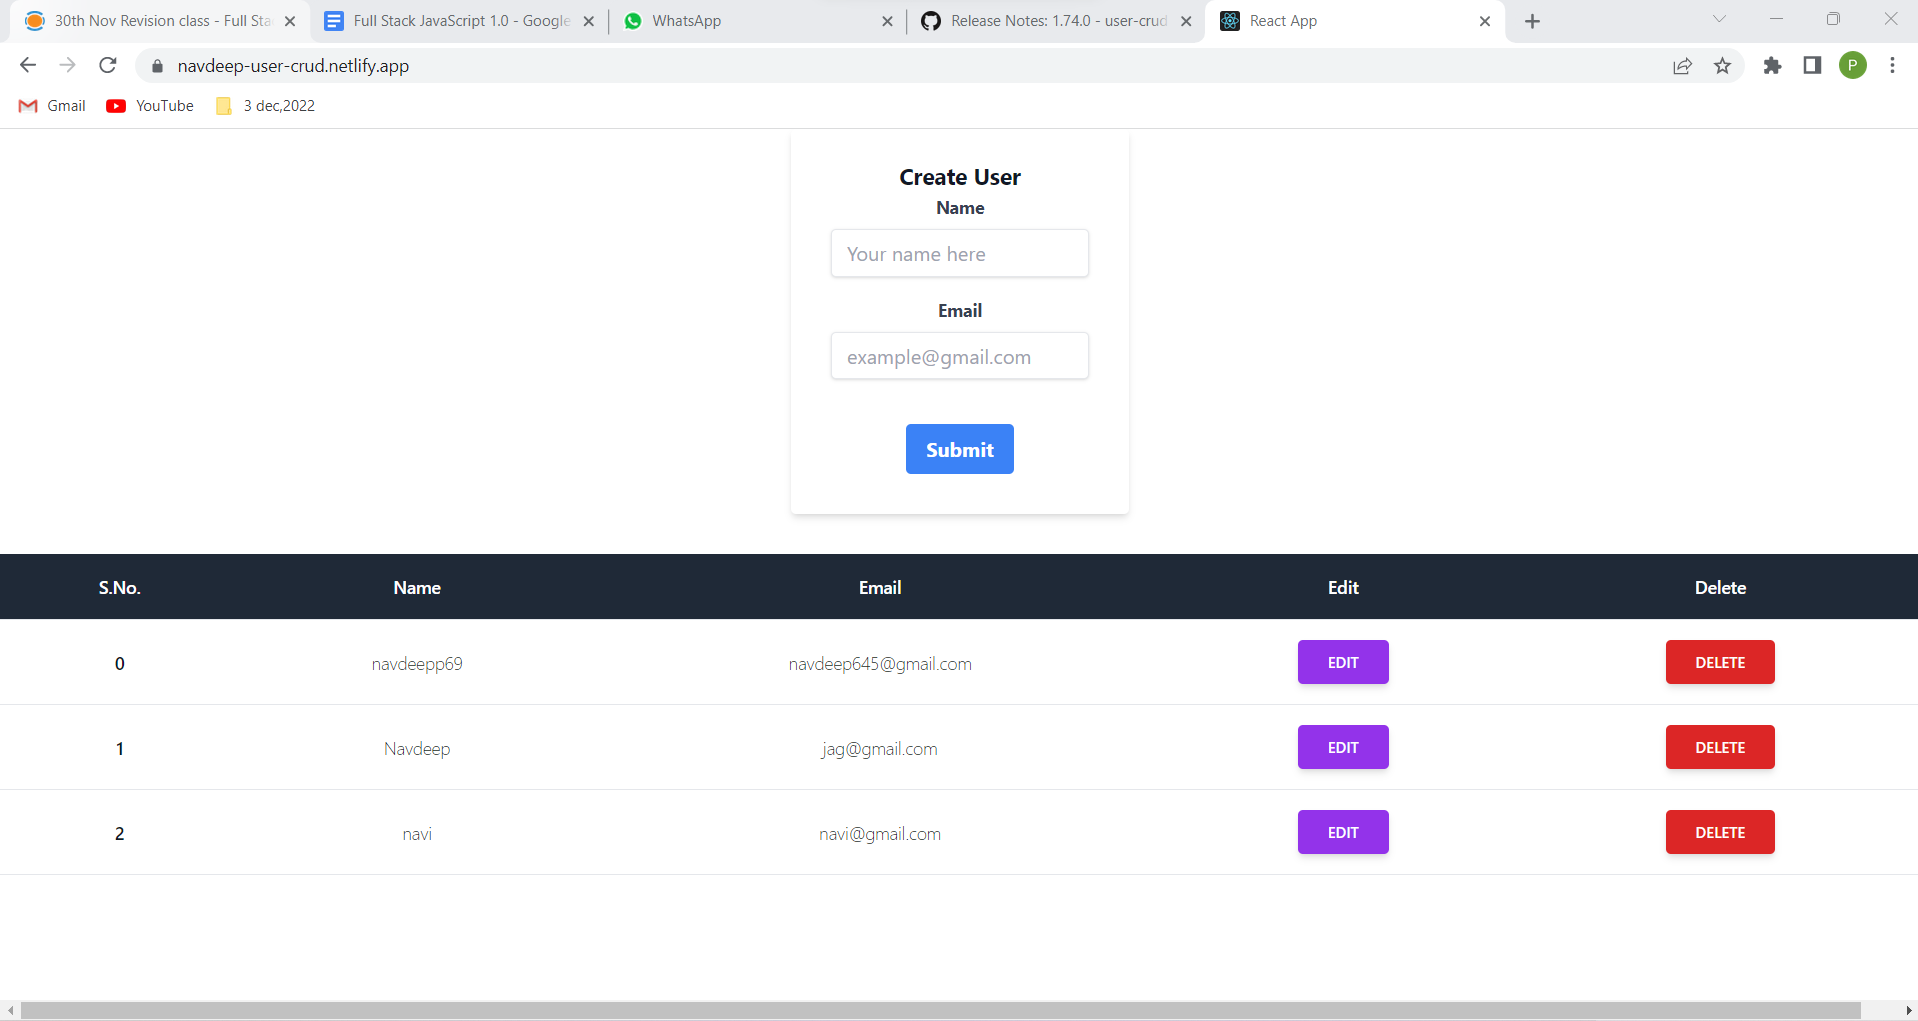 30th Nov Revision class - Full Sta
Full Stack JavaScript 1.0 - Google
WhatsApp
Release Notes: 1.74.0 - user-crud
React App
navdeep-user-crud.netlify.app
P
Gmail
YouTube
3 dec,2022
Create User
Name
Your name here
Email
example@gmail.com
Submit
S.No. Name Email Edit Delete
0 navdeepp69 navdeep645@gmail.com EDIT DELETE
1 Navdeep jag@gmail.com EDIT DELETE
2 navi navi@gmail.com EDIT DELETE